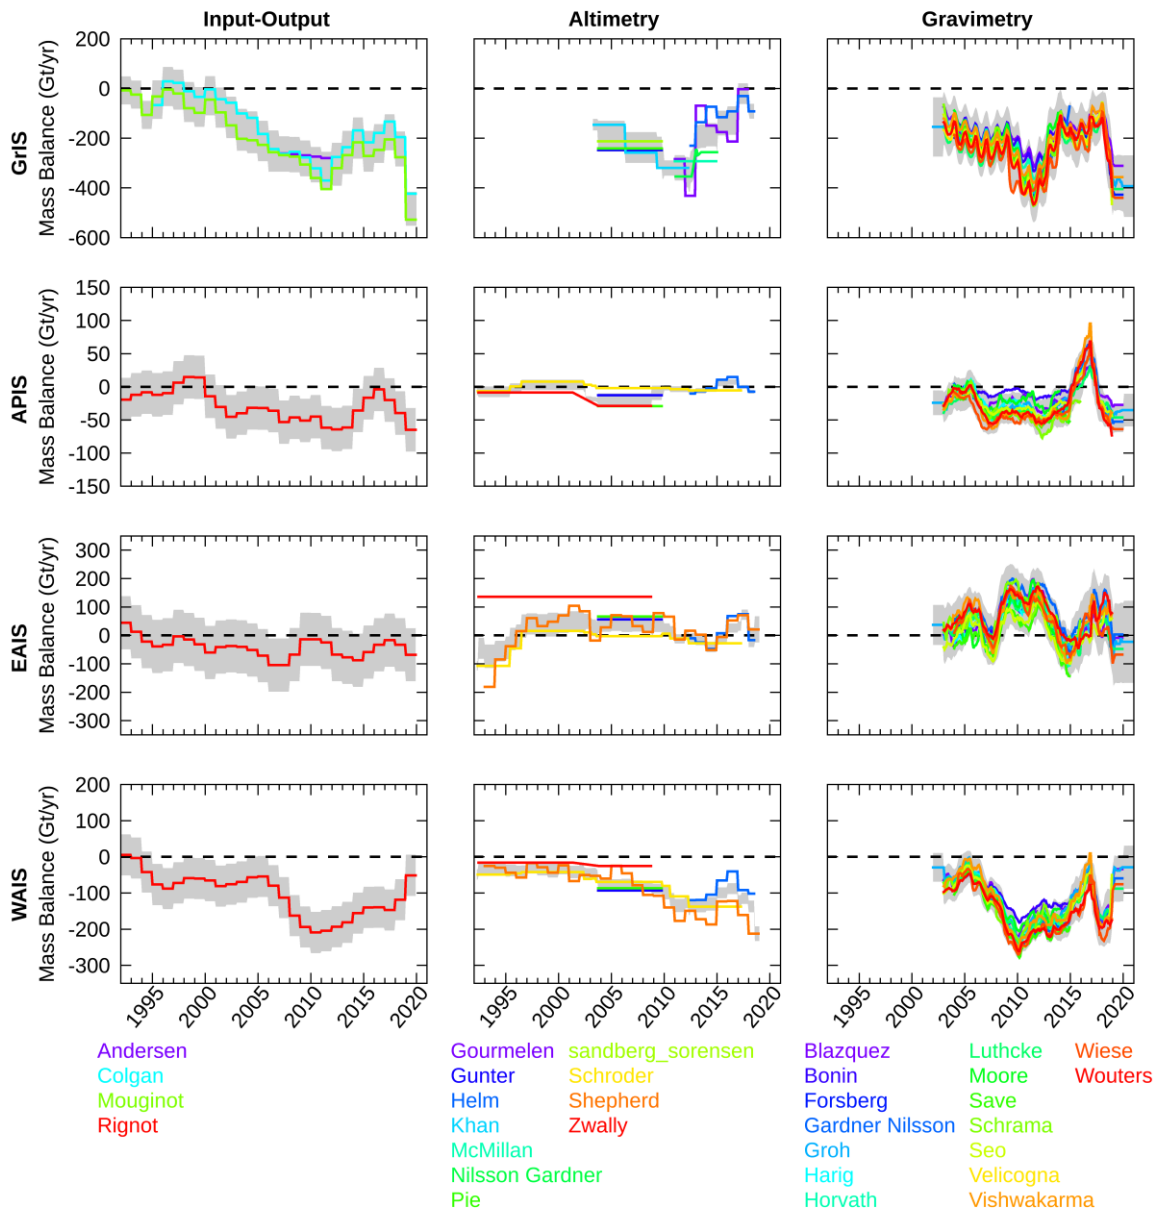 Input-Output Altimetry Gravimetry
GrIS
Mass Balance (Gt/yr)
200
0
-200
-400
-600
APIS
Mass Balance (Gt/yr)
150
100
50
0
-50
-100
-150
EAIS
Mass Balance (Gt/yr)
300
200
100
0
-100
-200
-300
WAIS
Mass Balance (Gt/yr)
200
100
0
-100
-200
-300
1995 2000 2005 2010 2015 2020 1995 2000 2005 2010 2015 2020 1995 2000 2005 2010 2015 2020
Andersen
Colgan
Mouginot
Rignot
Gourmelen sandberg_sorensen
Gunter Schroder
Helm Shepherd
Khan Zwally
McMillan
Nilsson Gardner
Pie
Blazquez Luthcke Wiese
Bonin Moore Wouters
Forsberg Save
Gardner Nilsson Schrama
Groh Seo
Harig Velicogna
Horvath Vishwakarma